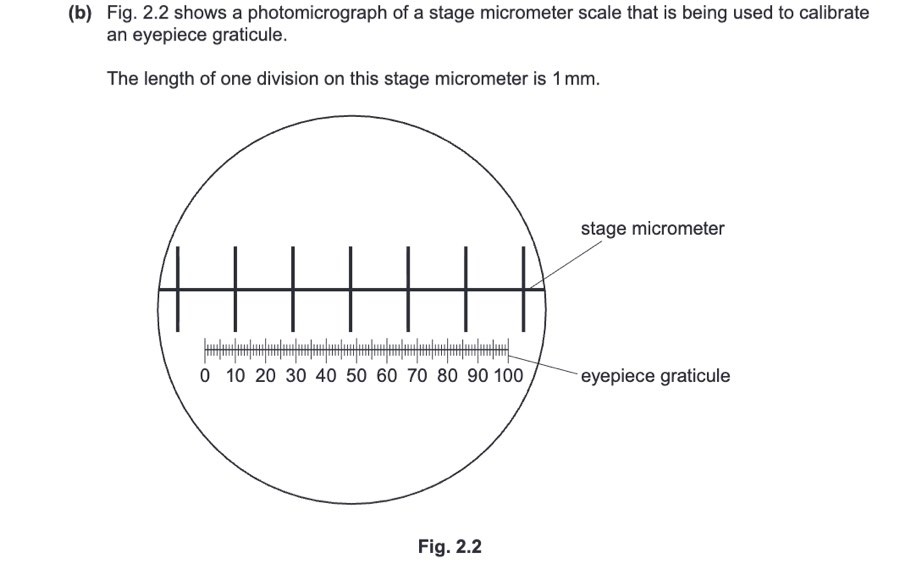 (b) Fig. 2.2 shows a photomicrograph of a stage micrometer scale that is being used to calibrate
an eyepiece graticule.
The length of one division on this stage micrometer is 1 mm.
stage micrometer
0 10 20 30 40 50 60 70 80 90 100
eyepiece graticule
Fig. 2.2